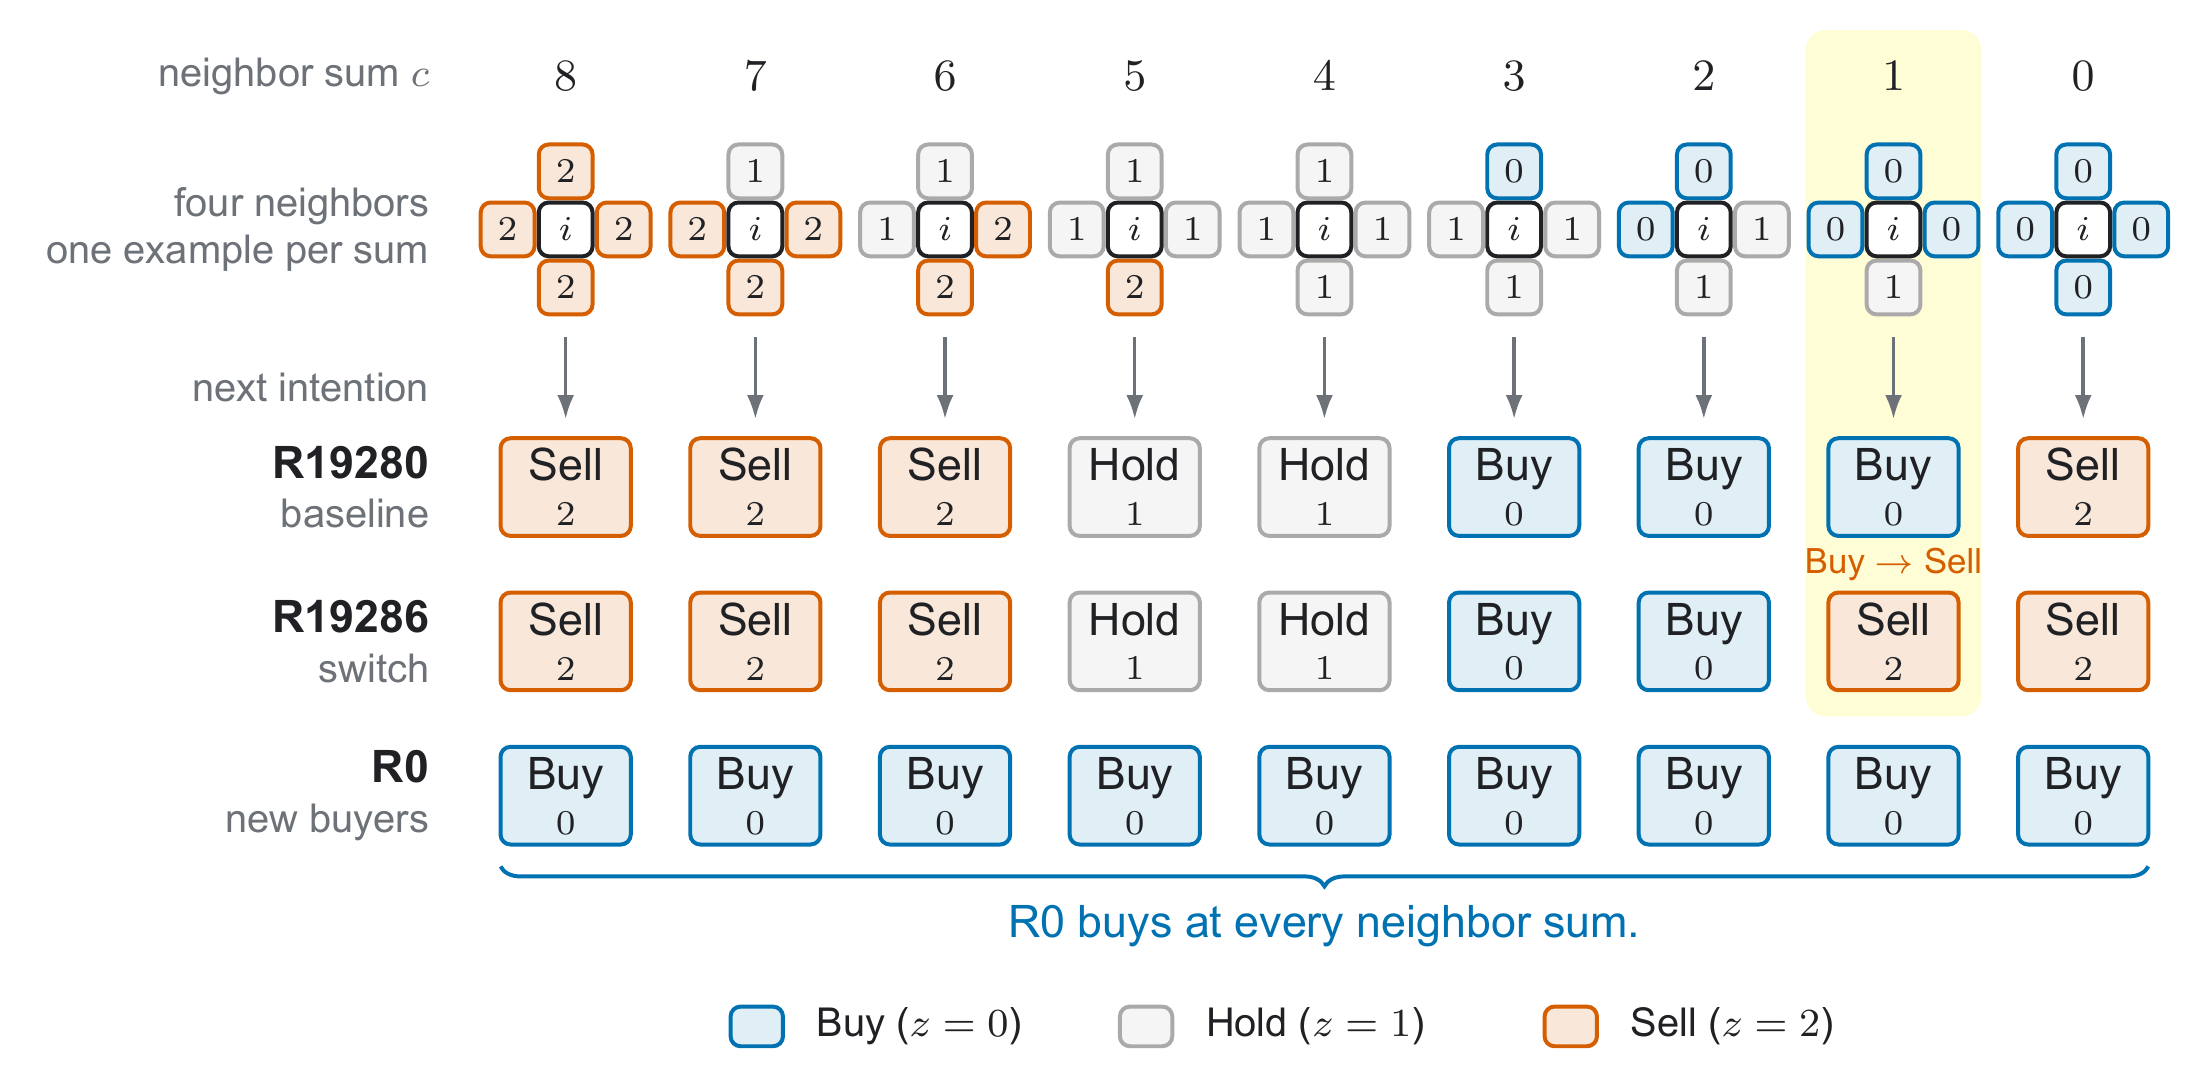 neighbor sum c 8 7 6 5 4 3 2 1 0
2 1 1 1 1 0 0 0 0
four neighbors
2 i 2 2 i 2 1 i 2 1 i 1 1 i 1 1 i 1 0 i 1 0 i 0 0 i 0
one example per sum
2 2 2 2 1 1 1 1 0
next intention
R19280 Sell Sell Sell Hold Hold Buy Buy Buy Sell
baseline 2 2 2 1 1 0 0 0 2
Buy → Sell
R19286 Sell Sell Sell Hold Hold Buy Buy Sell Sell
switch 2 2 2 1 1 0 0 2 2
R0 Buy Buy Buy Buy Buy Buy Buy Buy Buy
new buyers 0 0 0 0 0 0 0 0 0
R0 buys at every neighbor sum.
Buy (z = 0) Hold (z = 1) Sell (z = 2)